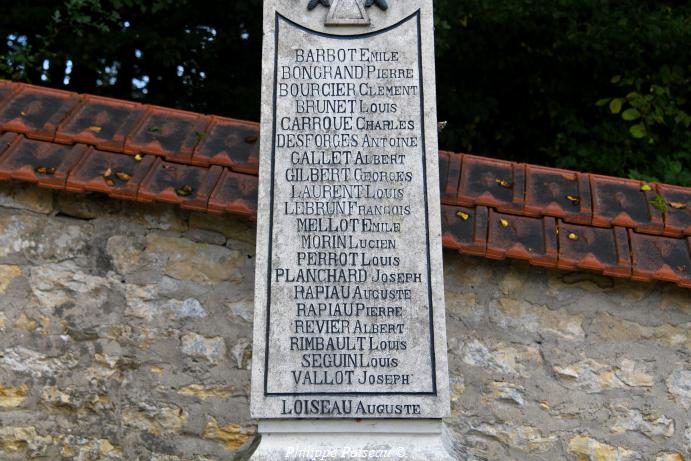 BARBOT EMILE
BONGRAND PIERRE
BOURCIER CLEMENT
BRUNET LOUIS
CARROUE CHARLES
DESFORGES ANTOINE
GALLET ALBERT
GILBERT GEORGES
LAURENT LOUIS
LEBRUN FRANÇOIS
MELLOT EMILE
MORIN LUCIEN
PERROT LOUIS
PLANCHARD JOSEPH
RAPIAU AUGUSTE
RAPIAU PIERRE
REVIER ALBERT
RIMBAULT LOUIS
SEGUIN LOUIS
VALLOT JOSEPH
LOISEAU AUGUSTE
Philippe Poiseau ©